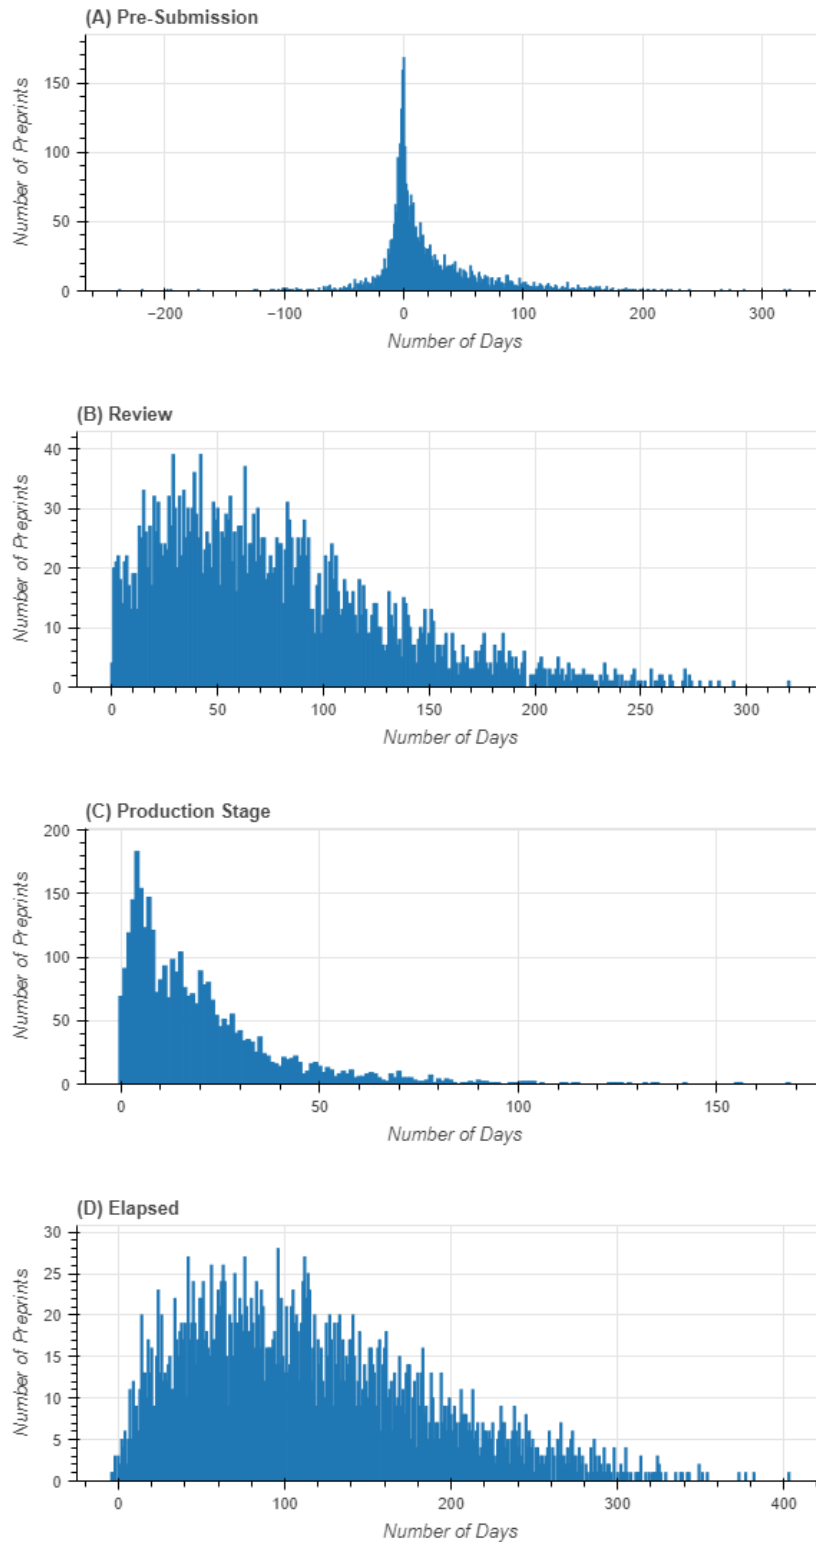 (A) Pre-Submission
Number of Preprints
150
100
50
0
−200 −100 0 100 200 300
Number of Days
(B) Review
Number of Preprints
40
30
20
10
0
0 50 100 150 200 250 300
Number of Days
(C) Production Stage
Number of Preprints
200
150
100
50
0
0 50 100 150
Number of Days
(D) Elapsed
Number of Preprints
30
25
20
15
10
5
0
0 100 200 300 400
Number of Days